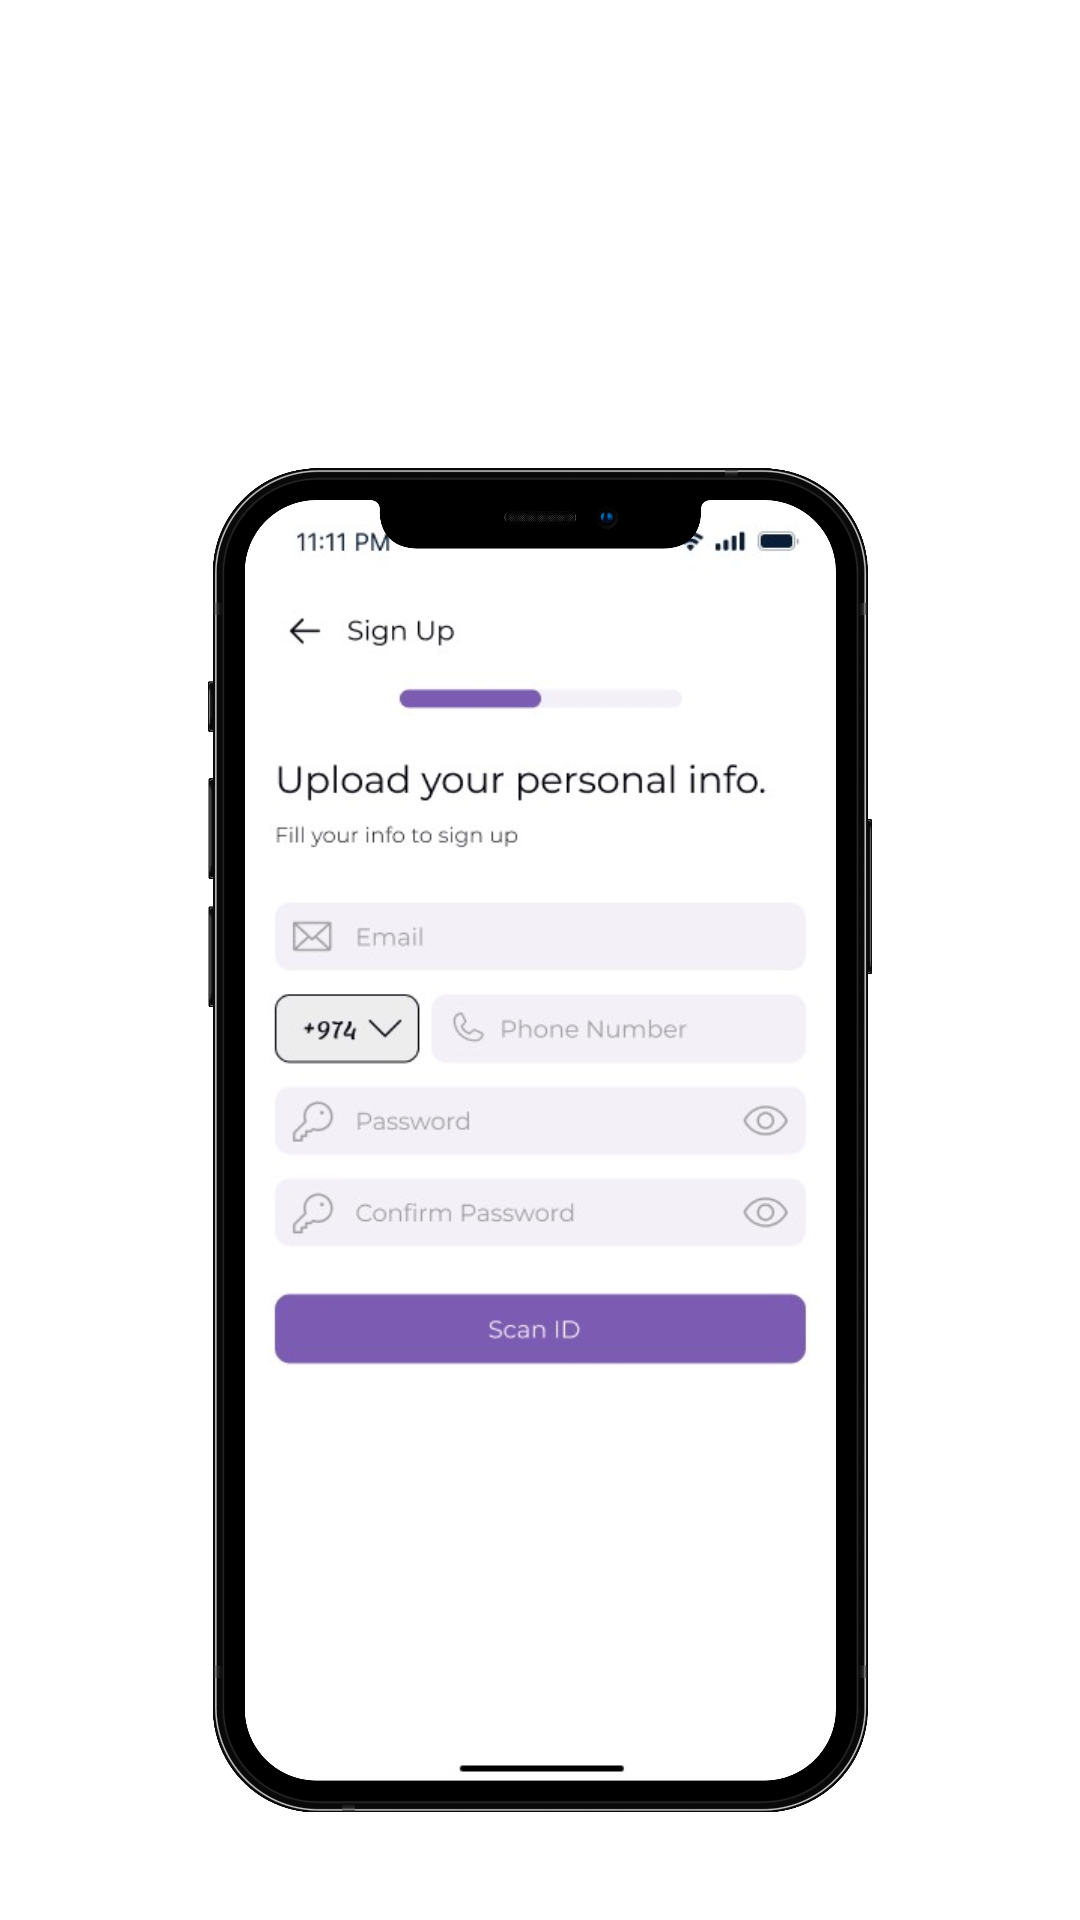 11:11 PM
Sign Up
Upload your personal info.
Fill your info to sign up
Email
+974 Phone Number
Password
Confirm Password
Scan ID